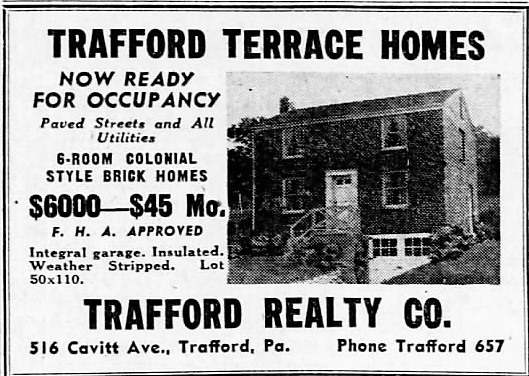 TRAFFORD TERRACE HOMES
NOW READY
FOR OCCUPANCY
Paved Streets and All
Utilities
6-ROOM COLONIAL
STYLE BRICK HOMES
$6000—$45 Mo.
F. H. A. APPROVED
Integral garage. Insulated.
Weather Stripped. Lot
50x110.
TRAFFORD REALTY CO.
516 Cavitt Ave., Trafford, Pa. Phone Trafford 657